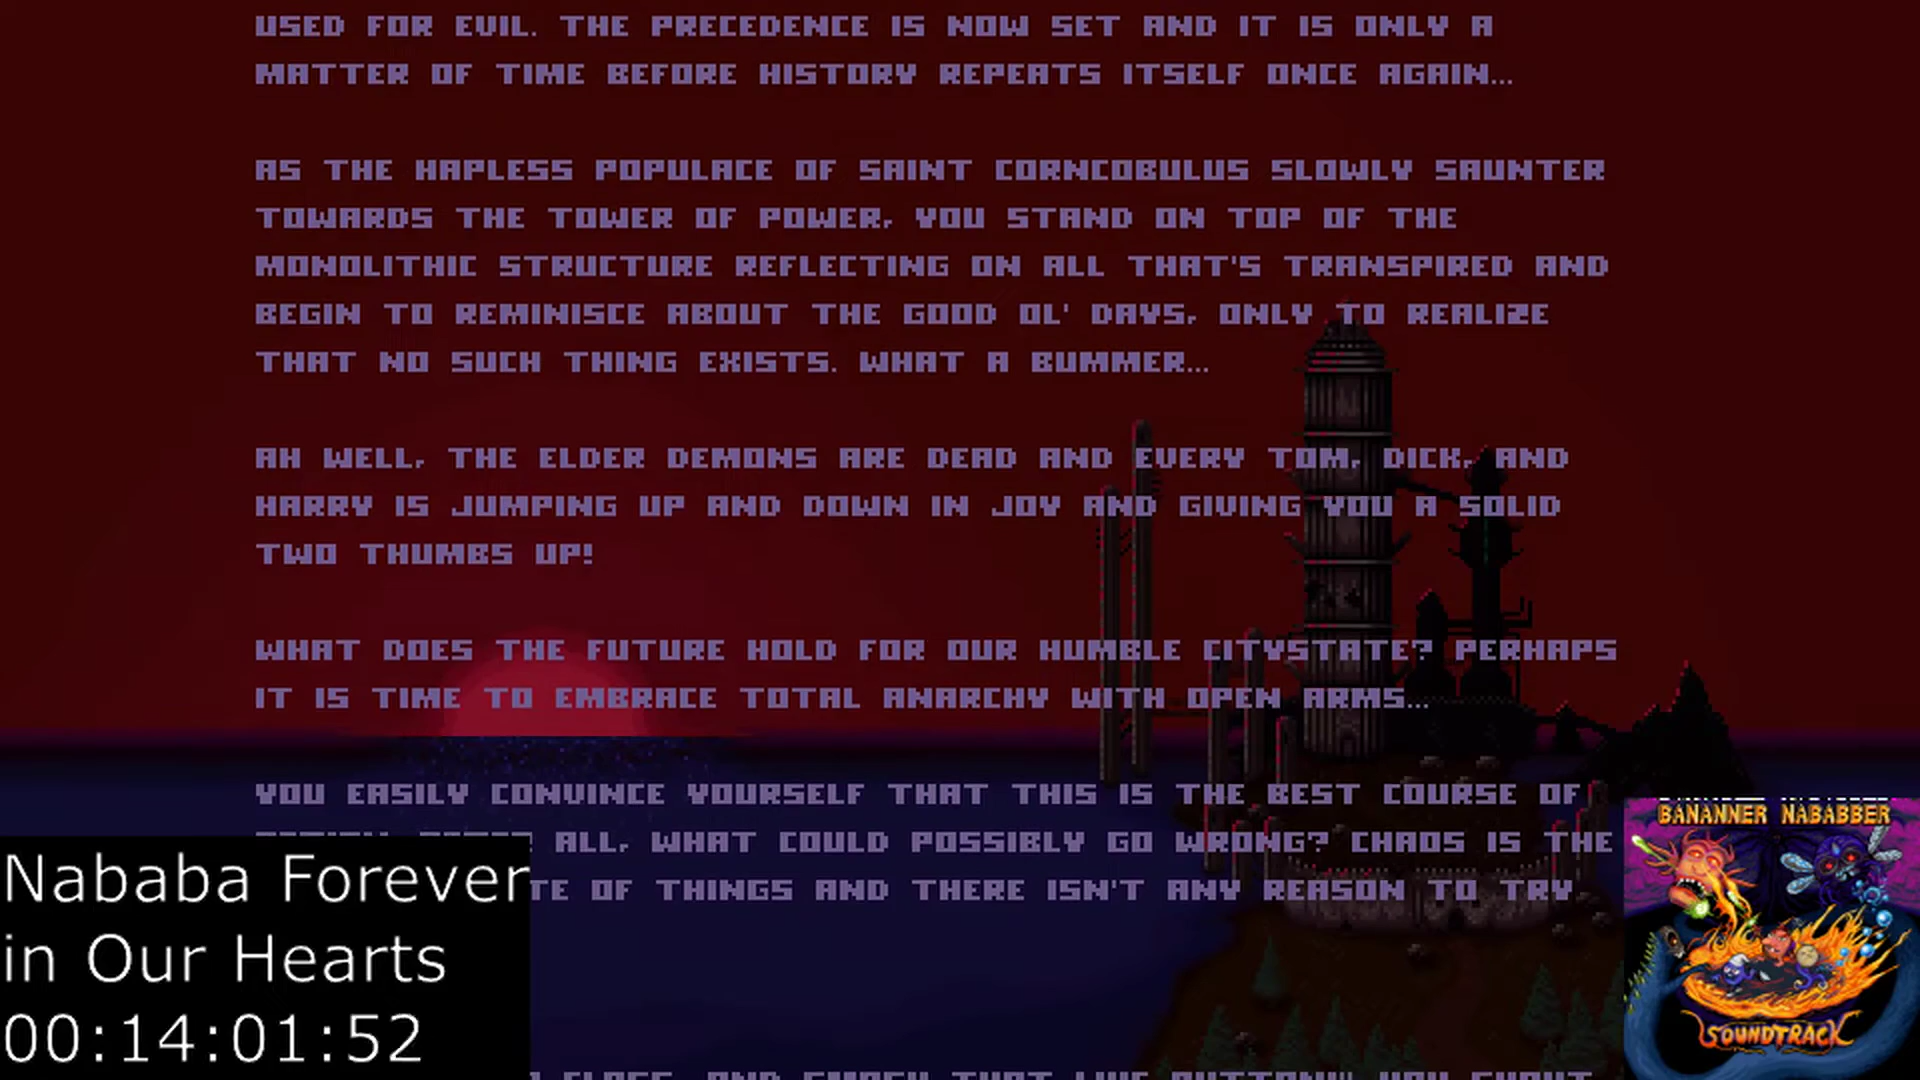 USED FOR EVIL. THE PRECEDENCE IS NOW SET AND IT IS ONLY A
MATTER OF TIME BEFORE HISTORY REPEATS ITSELF ONCE AGAIN...
AS THE HAPLESS POPULACE OF SAINT CORNCOBULUS SLOWLY SAUNTER
TOWARDS THE TOWER OF POWER, YOU STAND ON TOP OF THE
MONOLITHIC STRUCTURE REFLECTING ON ALL THAT'S TRANSPIRED AND
BEGIN TO REMINISCE ABOUT THE GOOD OL' DAYS, ONLY TO REALIZE
THAT NO SUCH THING EXISTS. WHAT A BUMMER...
AH WELL, THE ELDER DEMONS ARE DEAD AND EVERY TOM, DICK, AND
HARRY IS JUMPING UP AND DOWN IN JOY AND GIVING YOU A SOLID
TWO THUMBS UP!
WHAT DOES THE FUTURE HOLD FOR OUR HUMBLE CITYSTATE? PERHAPS
IT IS TIME TO EMBRACE TOTAL ANARCHY WITH OPEN ARMS...
YOU EASILY CONVINCE YOURSELF THAT THIS IS THE BEST COURSE OF
ALL, WHAT COULD POSSIBLY GO WRONG? CHAOS IS THE
TE OF THINGS AND THERE ISN'T ANY REASON TO TRY
Nababa Forever
in Our Hearts
00:14:01:52
BANANNER NABABBER
SOUNDTRACK